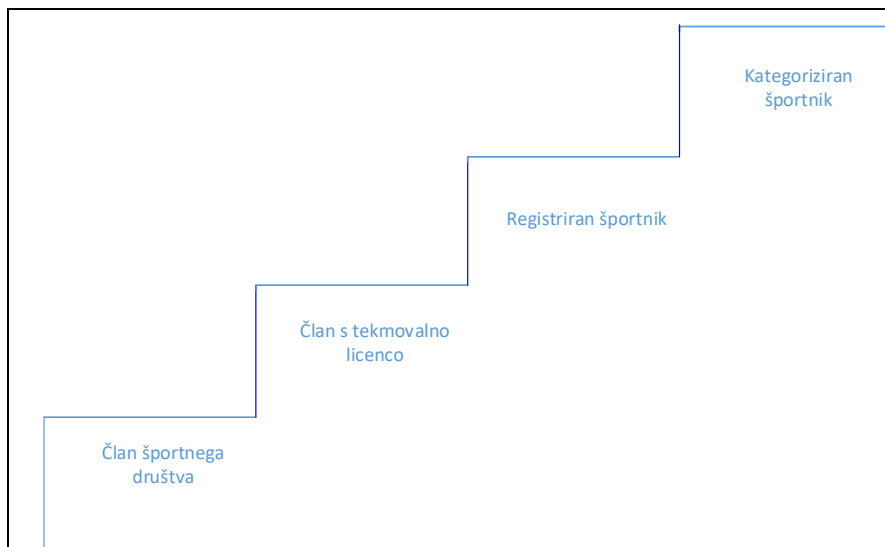 Kategoriziran
športnik
Registriran športnik
Član s tekmovalno
licenco
Član športnega
društva